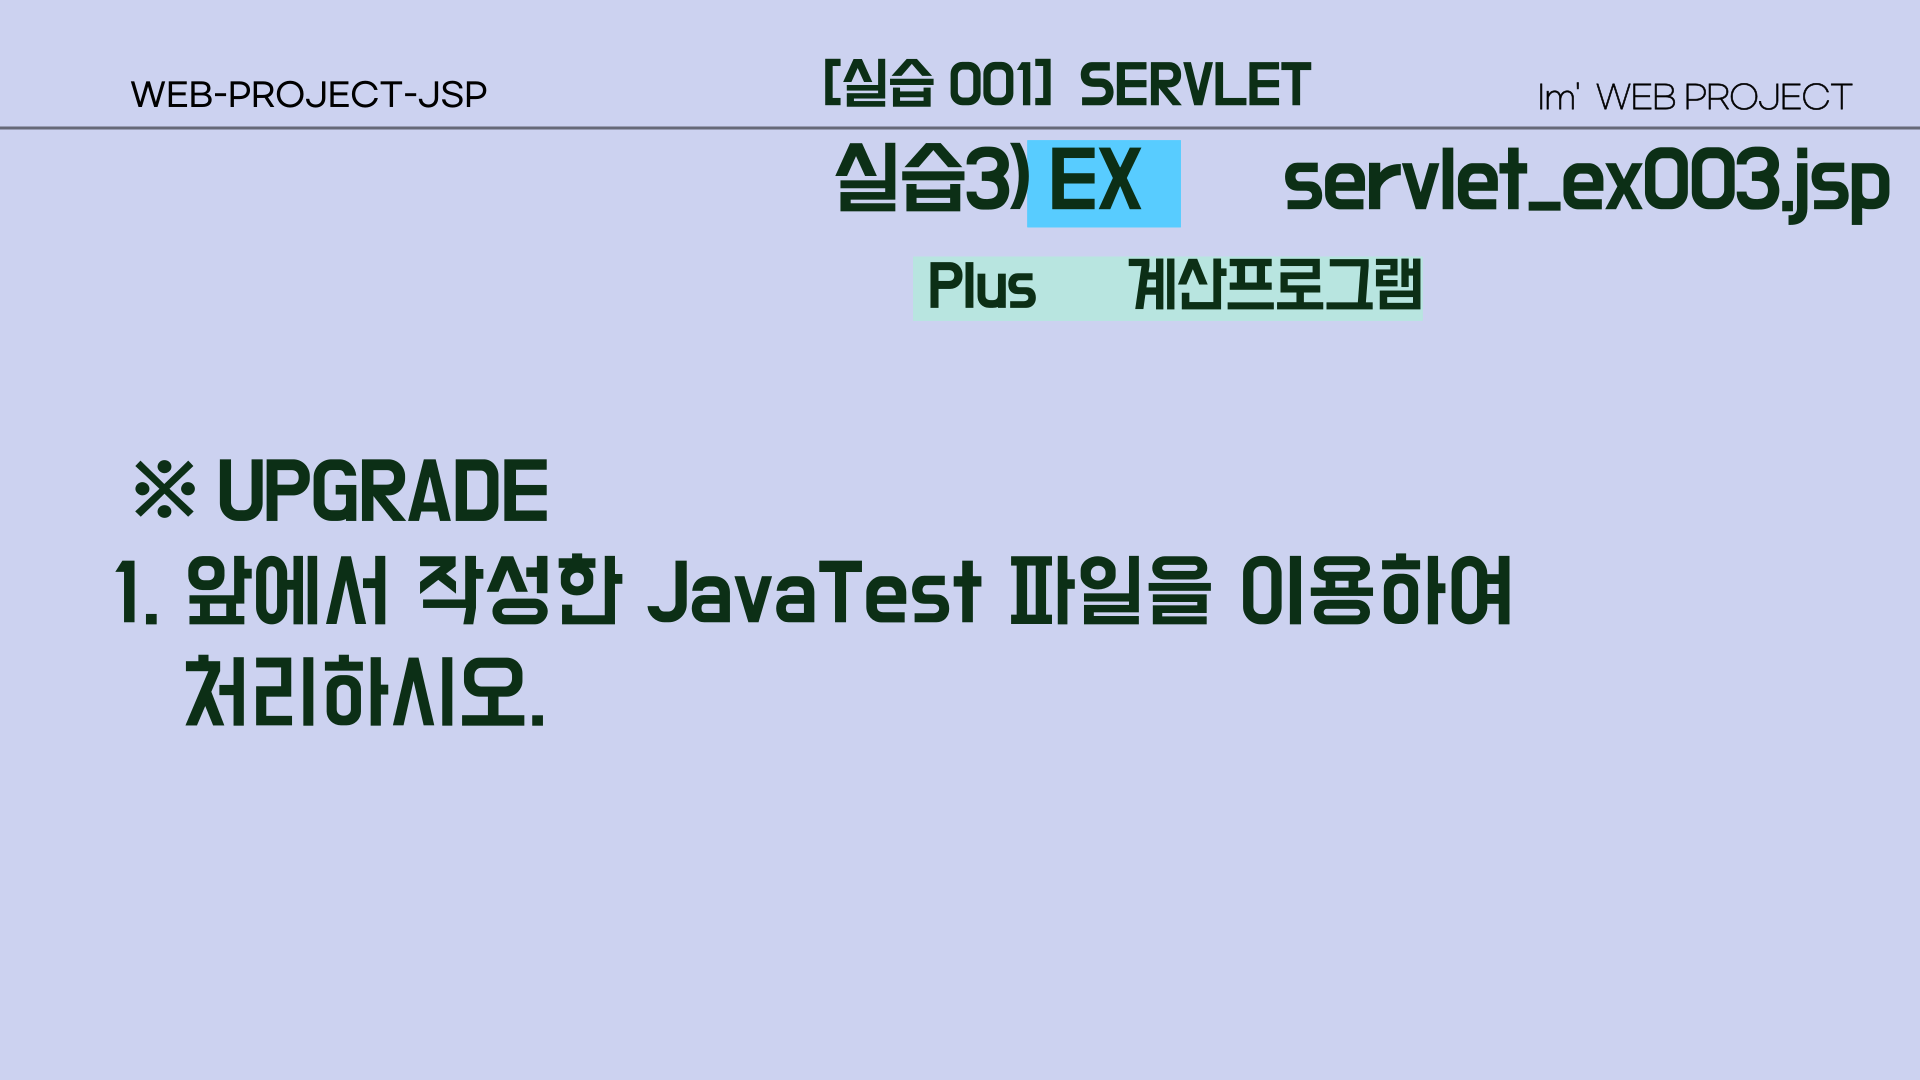 WEB-PROJECT-JSP
[실습 001] SERVLET
Im' WEB PROJECT
실습3) EX servlet_ex003.jsp
Plus 계산프로그램
※ UPGRADE
1. 앞에서 작성한 JavaTest 파일을 이용하여
처리하시오.